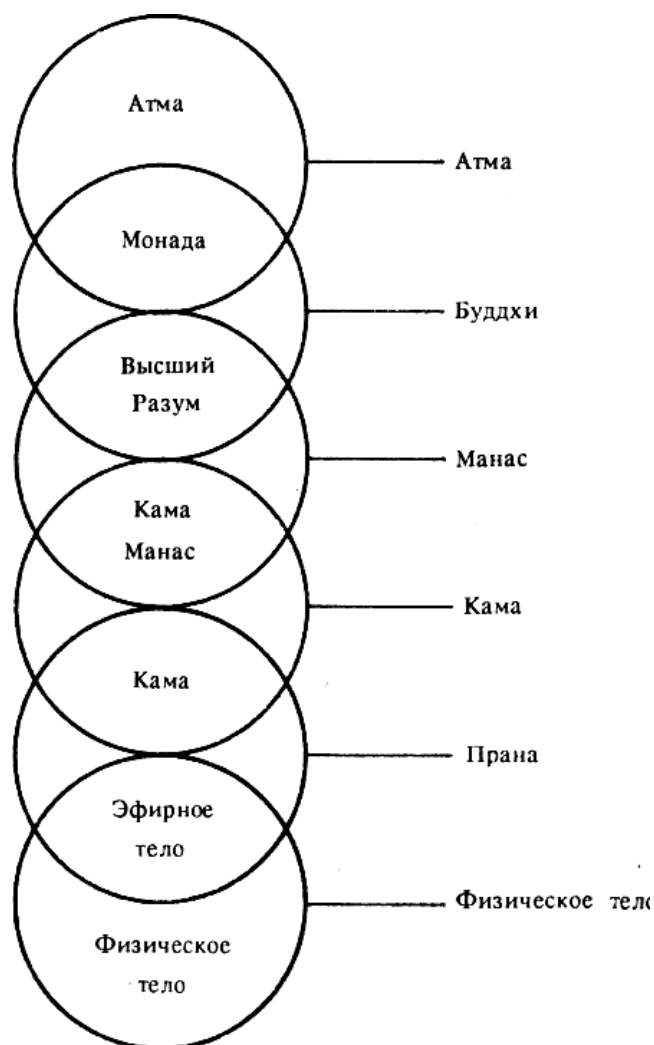 Атма
Атма
Монада
Буддхи
Высший
Разум
Манас
Кама
Манас
Кама
Кама
Прана
Эфирное
тело
Физическое тело
Физическое
тело